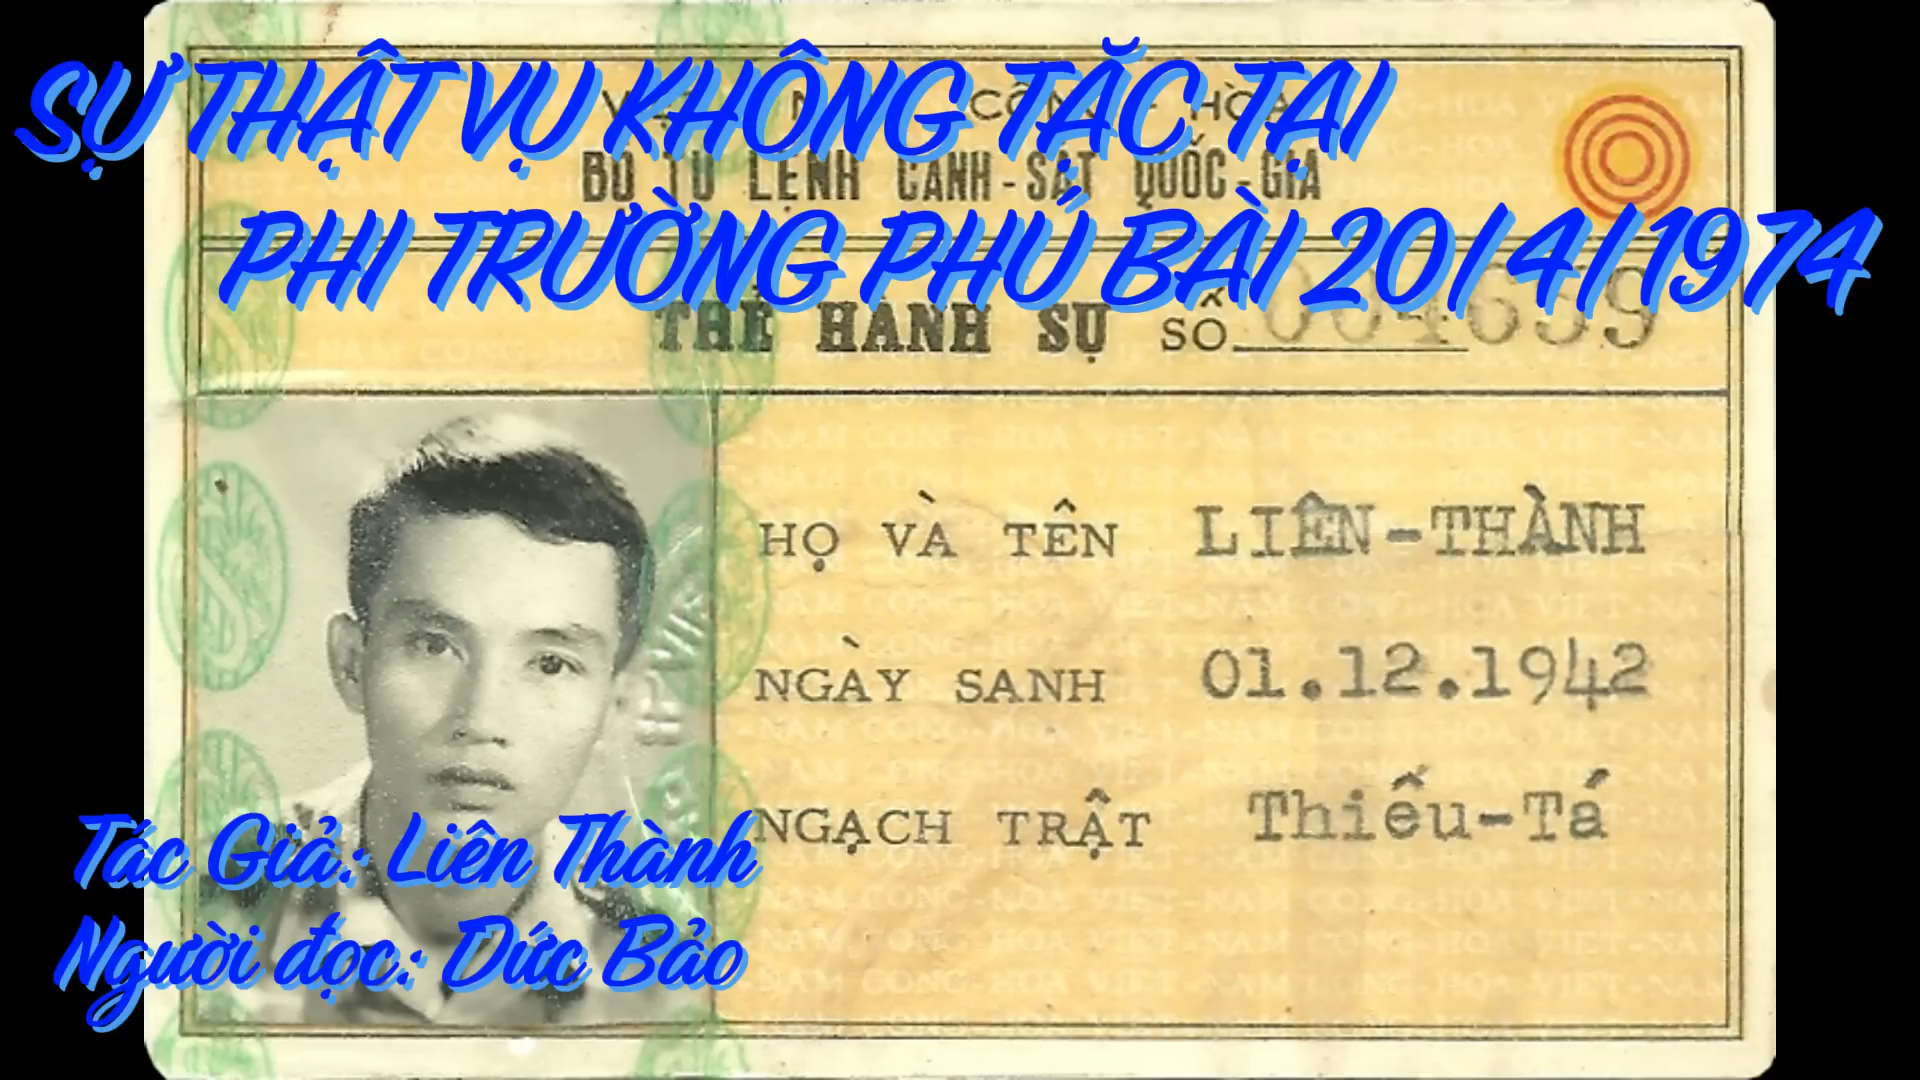 SỰ THẬT VỤ KHÔNG TẶC TẠI
BỘ TƯ LỆNH CẢNH-SÁT QUỐC-GIA
PHI TRƯỜNG PHÚ BÀI 20/4/1974
THẺ HÀNH SỰ SỐ 004659
HỌ VÀ TÊN LIÊN-THÀNH
NGÀY SANH 01.12.1942
NGẠCH TRẬT Thiếu-Tá
Tác Giả: Liên Thành
Người đọc: Đức Bảo